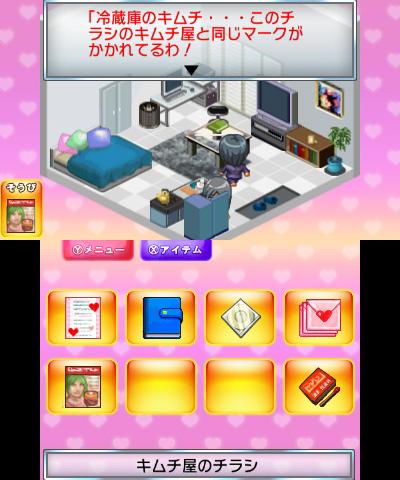 「冷蔵庫のキムチ・・・このチ
ラシのキムチ屋と同じマークが
かかれてるわ！
そうび
Ⓨメニュー
Ⓧアイテム
キムチ屋のチラシ